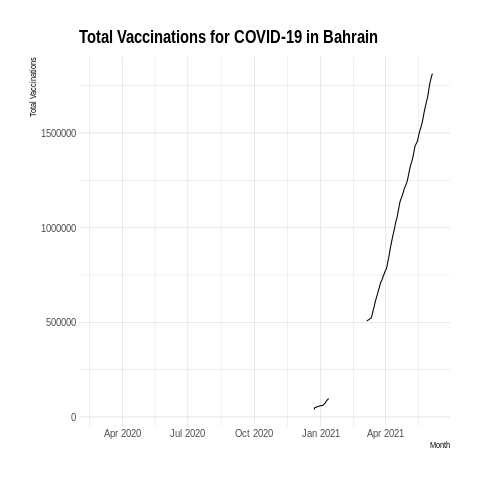 Total Vaccinations for COVID-19 in Bahrain
Total Vaccinations
1500000
1000000
500000
0
Apr 2020 Jul 2020 Oct 2020 Jan 2021 Apr 2021
Month